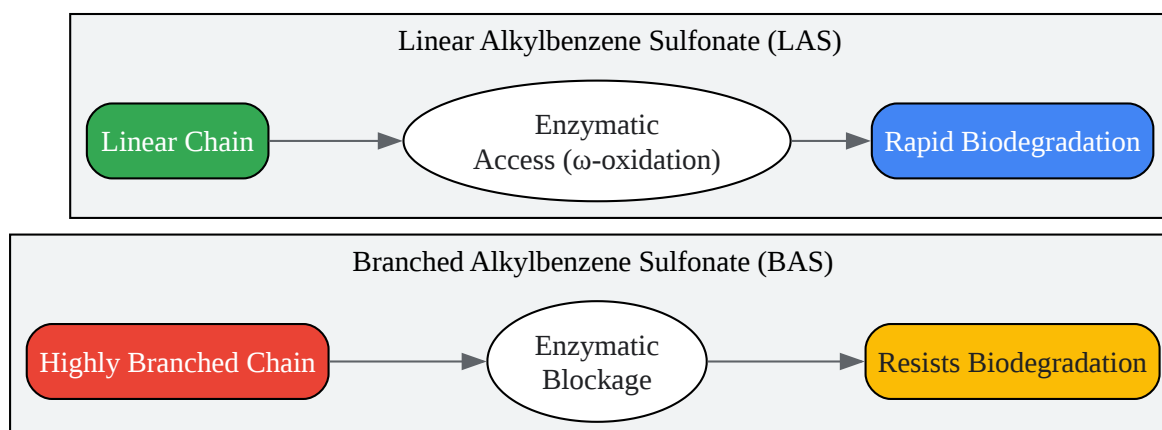 Linear Alkylbenzene Sulfonate (LAS)
Linear Chain
Enzymatic
Access (ω-oxidation)
Rapid Biodegradation
Branched Alkylbenzene Sulfonate (BAS)
Highly Branched Chain
Enzymatic
Blockage
Resists Biodegradation